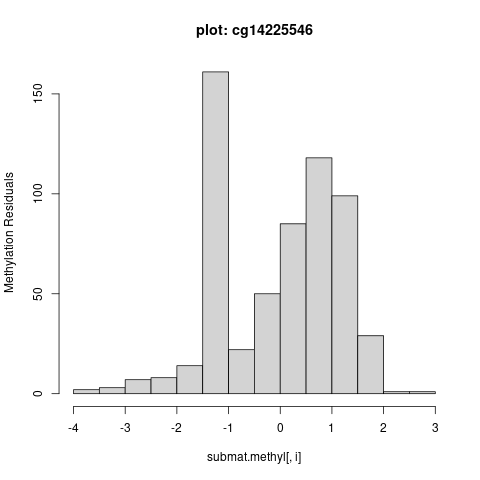 plot: cg14225546
Methylation Residuals
150
100
50
0
-4 -3 -2 -1 0 1 2 3
submat.methyl[, i]